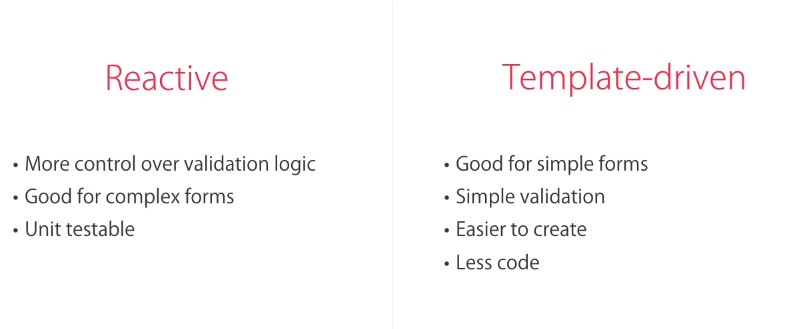 Reactive
• More control over validation logic
• Good for complex forms
• Unit testable
Template-driven
• Good for simple forms
• Simple validation
• Easier to create
• Less code